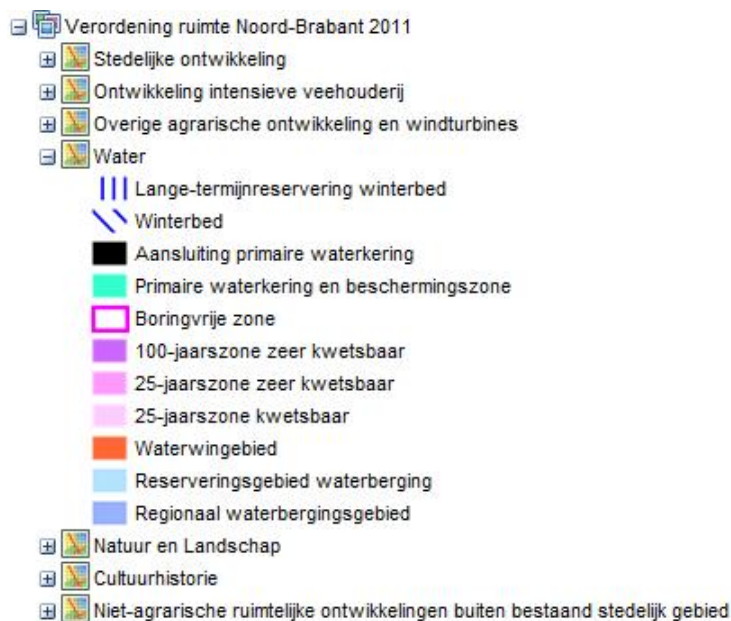 Verordening ruimte Noord-Brabant 2011
Stedelijke ontwikkeling
Ontwikkeling intensieve veehouderij
Overige agrarische ontwikkeling en windturbines
Water
Lange-termijnreservering winterbed
Winterbed
Aansluiting primaire waterkering
Primaire waterkering en beschermingszone
Boringvrije zone
100-jaarszone zeer kwetsbaar
25-jaarszone zeer kwetsbaar
25-jaarszone kwetsbaar
Waterwingebied
Reserveringsgebied waterberging
Regionaal waterbergingsgebied
Natuur en Landschap
Cultuurhistorie
Niet-agrarische ruimtelijke ontwikkelingen buiten bestaand stedelijk gebied